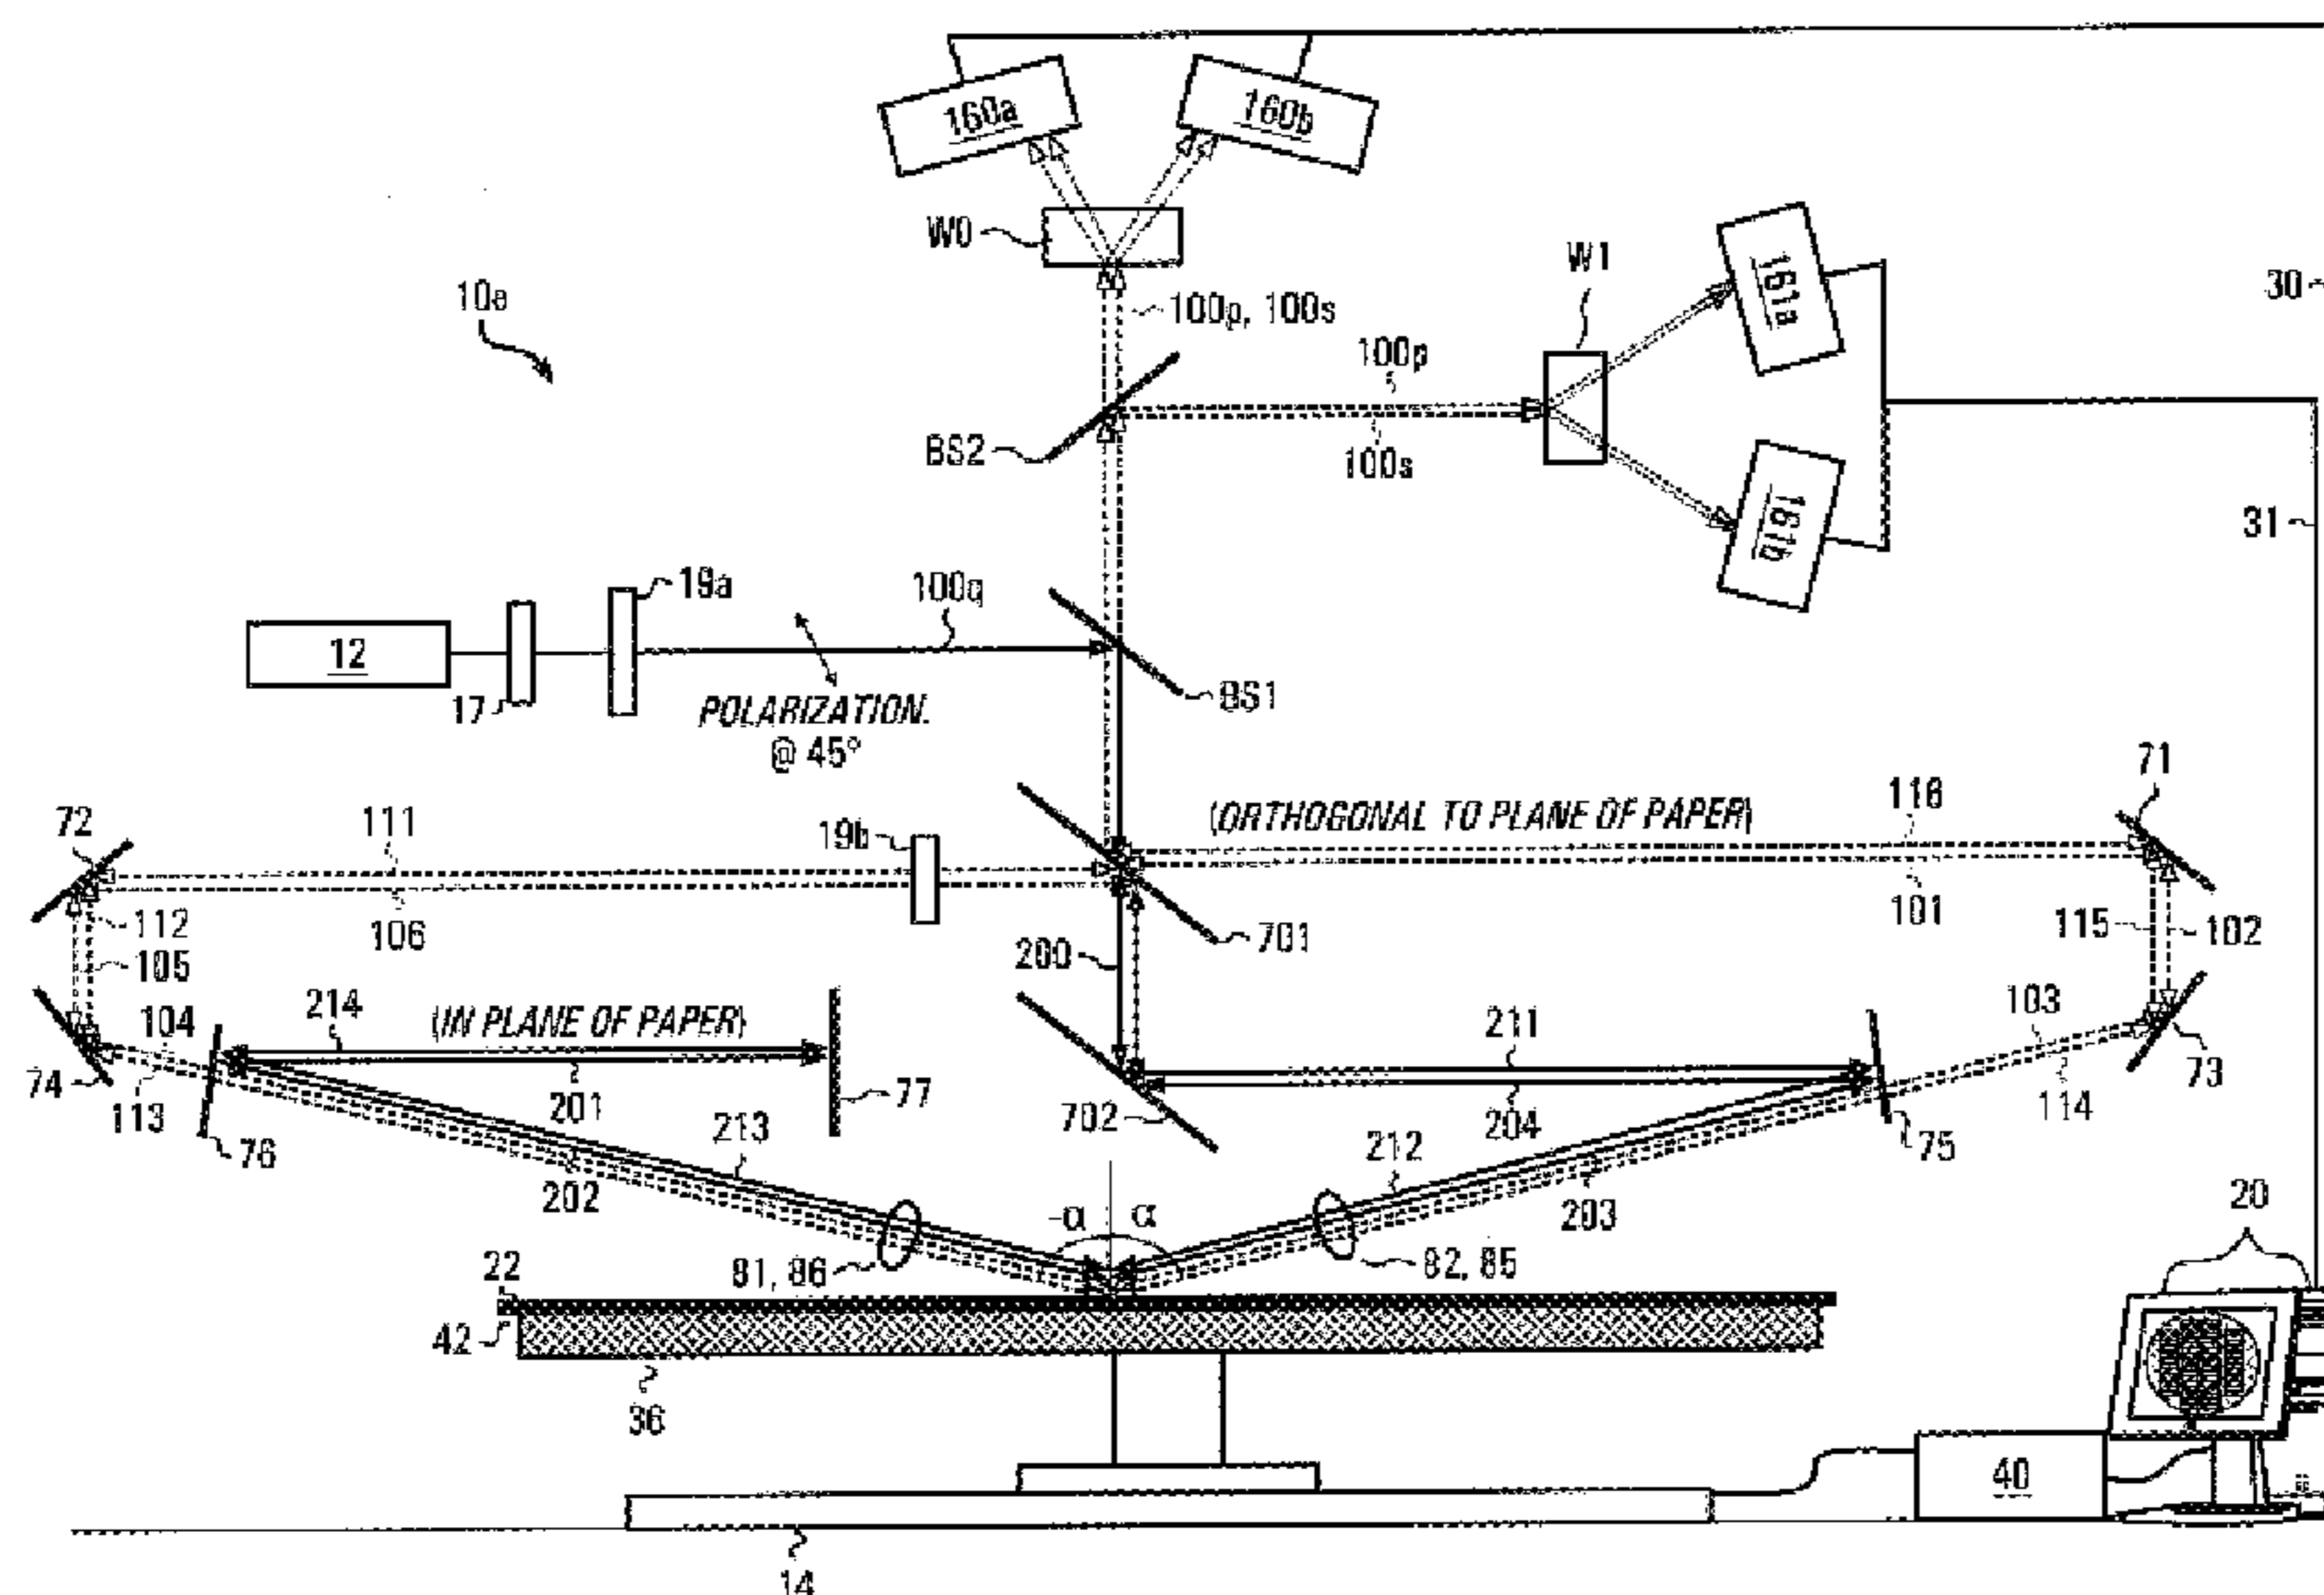 160a
160b
W0
W1
161a
10a
30
100p, 100s
100p
BS2
100s
161b
31
19a
100q
12
17
POLARIZATION.
@ 45°
BS1
71
72
111
19b
(ORTHOGONAL TO PLANE OF PAPER)
116
106
101
112
105
701
115
102
200
104
214
(IN PLANE OF PAPER)
211
103
74
113
201
77
702
204
114
73
76
202
213
212
203
75
20
-α
α
22
81, 86
82, 85
42
36
40
14